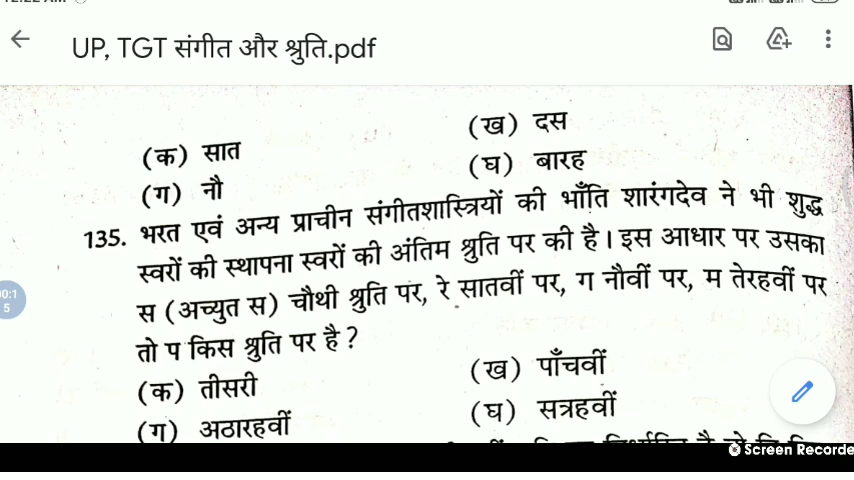 UP, TGT संगीत और श्रुति.pdf
(क) सात (ख) दस
(ग) नौ (घ) बारह
135. भरत एवं अन्य प्राचीन संगीतशास्त्रियों की भाँति शारंगदेव ने भी शुद्ध
स्वरों की स्थापना स्वरों की अंतिम श्रुति पर की है। इस आधार पर उसका
स (अच्युत स) चौथी श्रुति पर, रे सातवीं पर, ग नौवीं पर, म तेरहवीं पर
तो प किस श्रुति पर है?
(क) तीसरी (ख) पाँचवीं
(ग) अठारहवीं (घ) सत्रहवीं
Screen Recorde